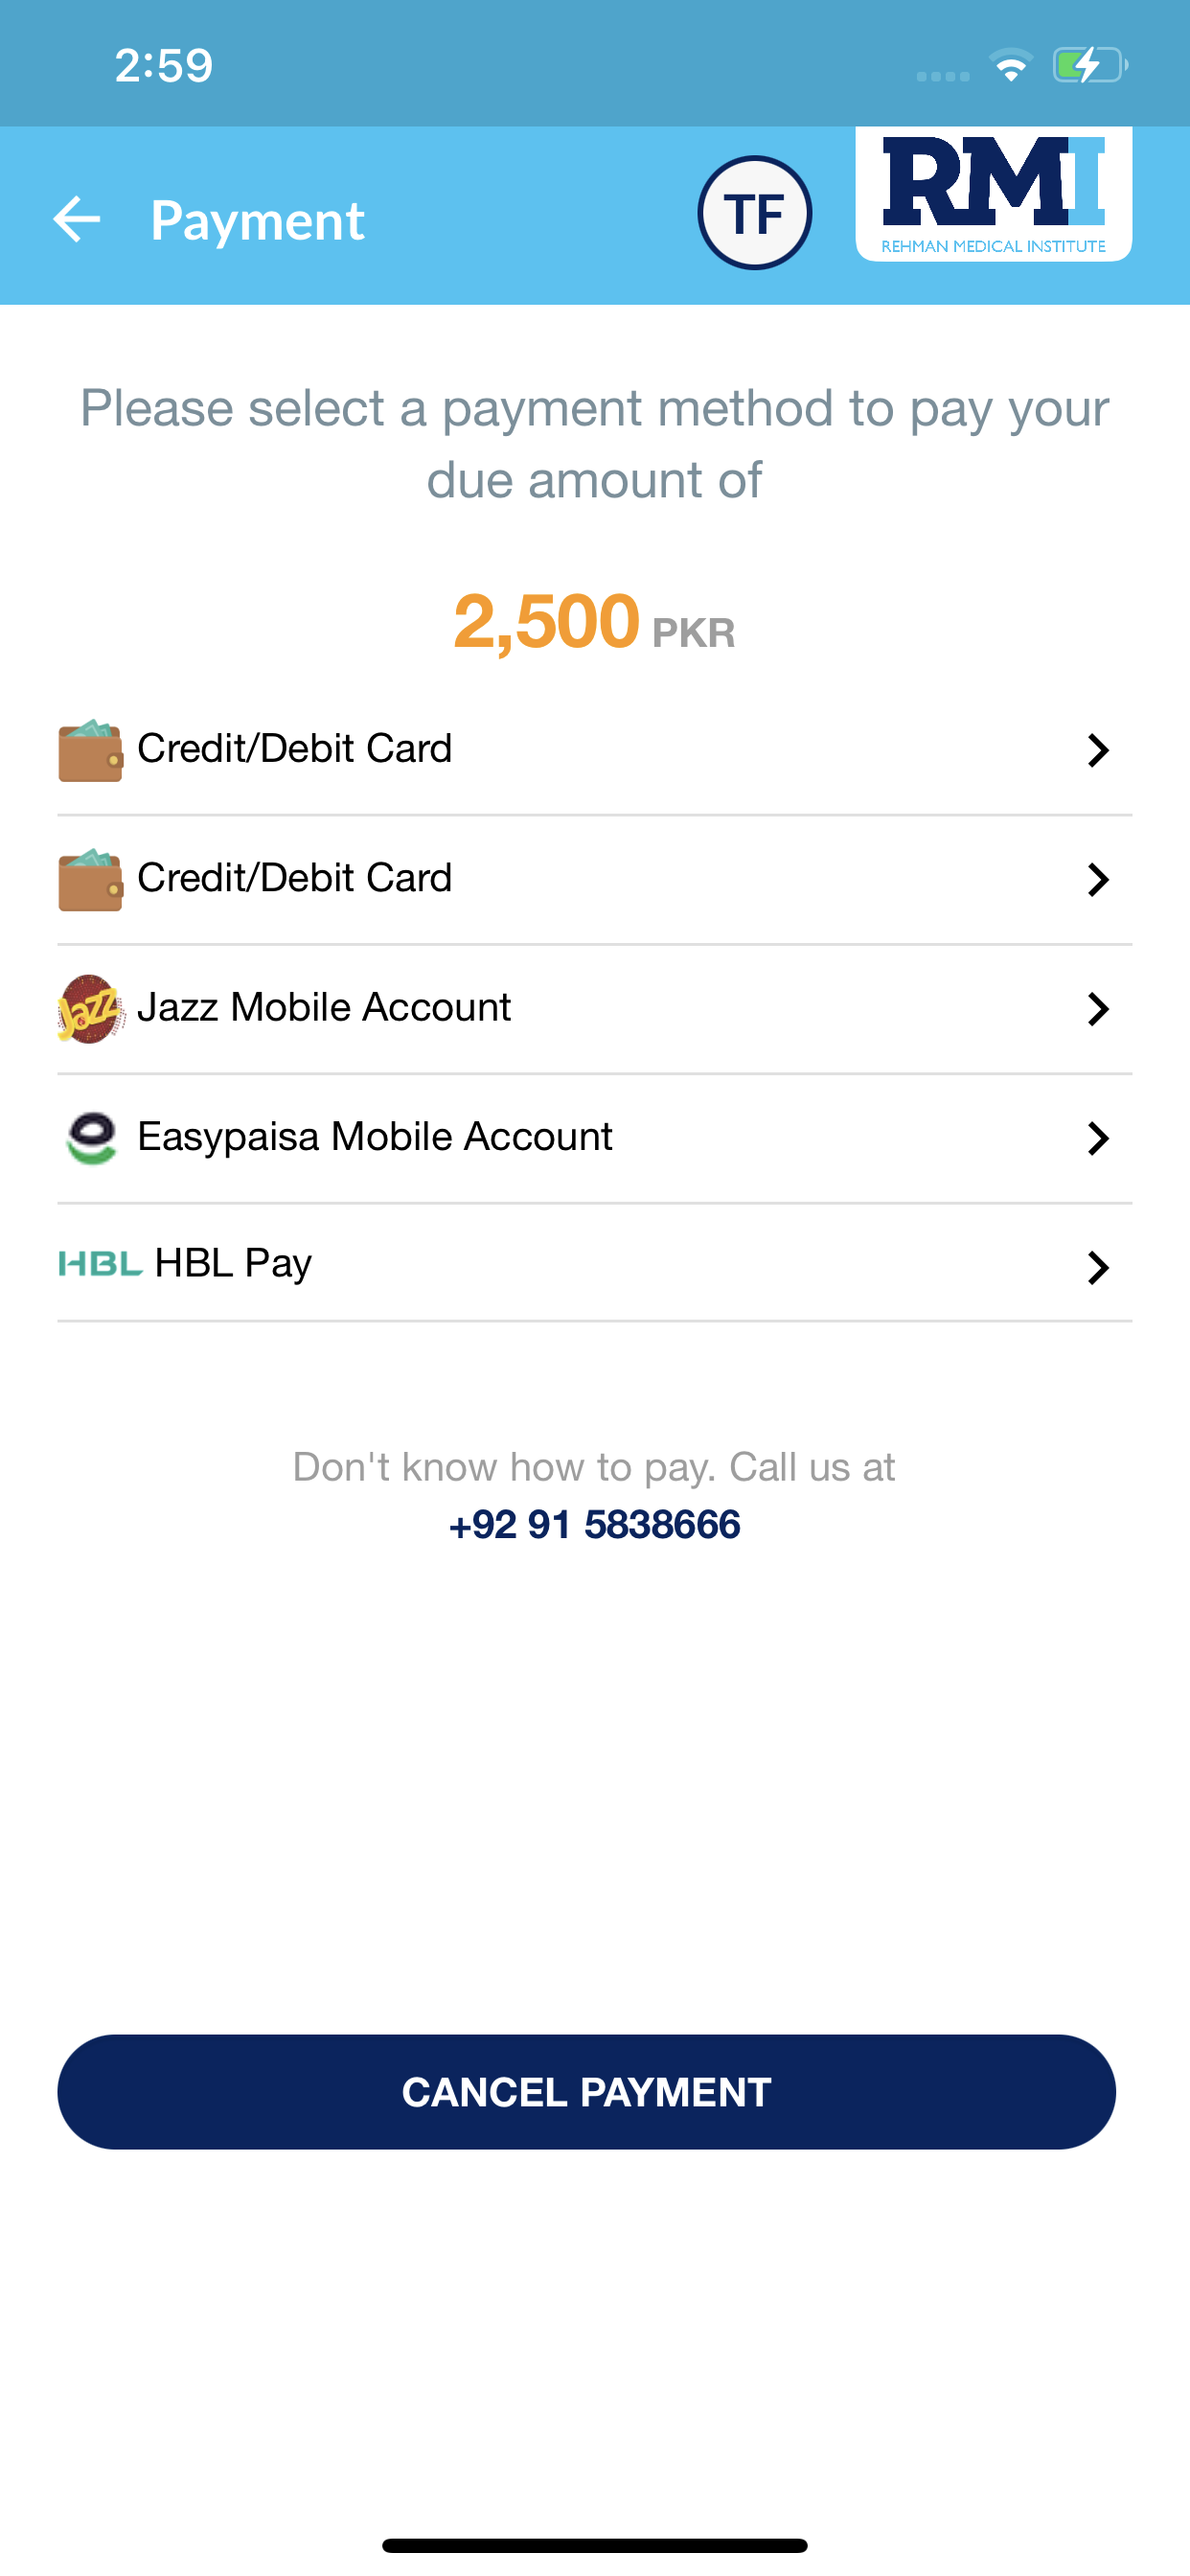 2:59
Payment
TF
RMI
REHMAN MEDICAL INSTITUTE
Please select a payment method to pay your
due amount of
2,500 PKR
Credit/Debit Card
Credit/Debit Card
Jazz Jazz Mobile Account
Easypaisa Mobile Account
HBL HBL Pay
Don't know how to pay. Call us at
+92 91 5838666
CANCEL PAYMENT